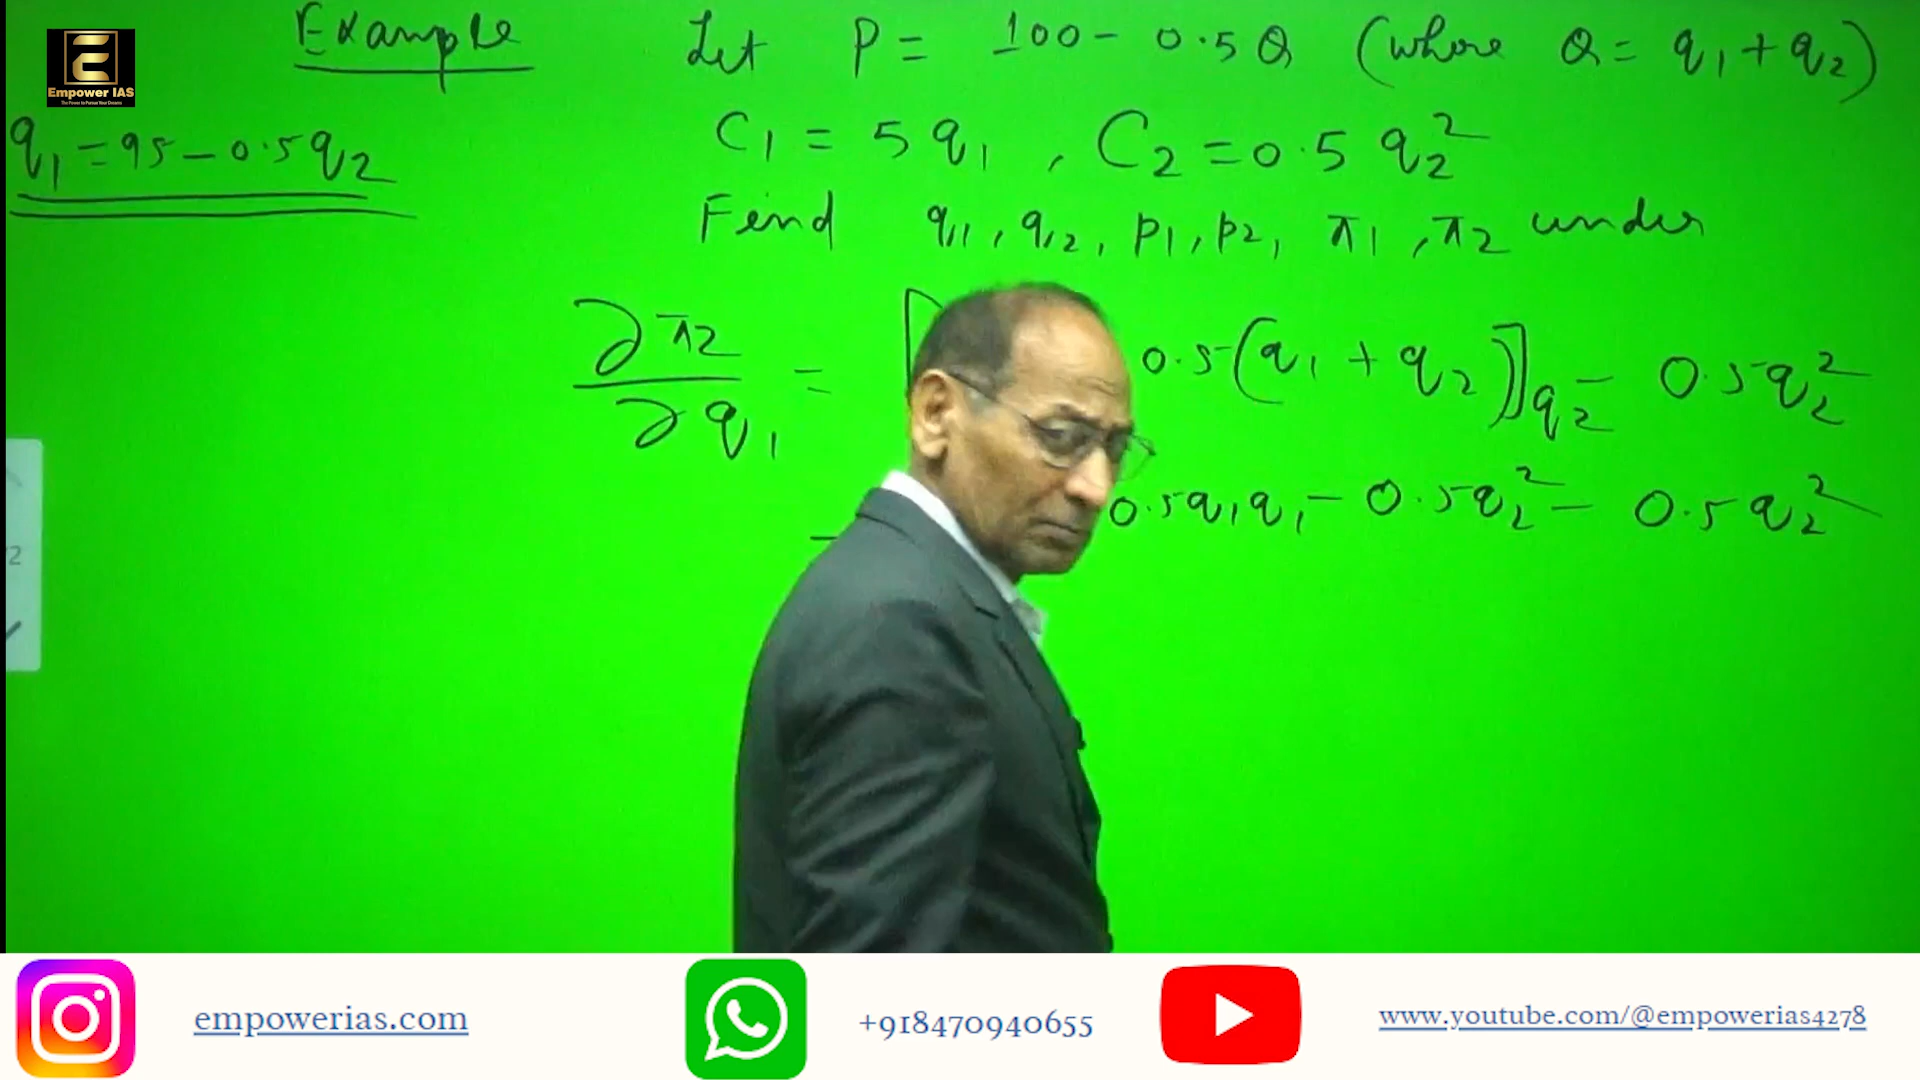 Example
Let P = 100 - 0.5Q (where Q = q₁ + q₂)
Empower IAS
q₁ = 95 - 0.5q₂
C₁ = 5q₁, C₂ = 0.5q₂²
Find q₁, q₂, p₁, p₂, π₁, π₂ under
∂π₂/∂q₁ = [ 0.5(q₁ + q₂)]q₂ - 0.5q₂²
0.5q₁q₁ - 0.5q₂² - 0.5q₂²
2
empowerias.com
+918470940655
www.youtube.com/@empowerias4278